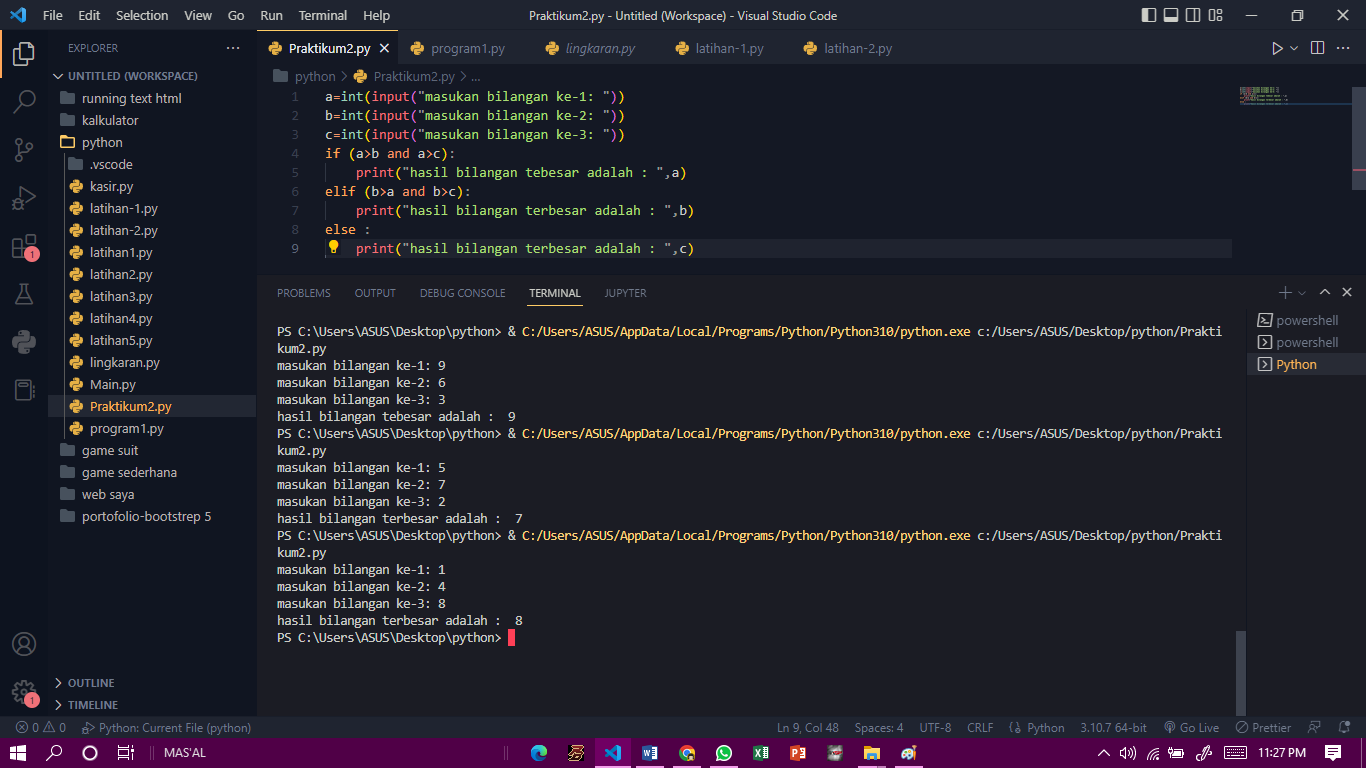 File Edit Selection View Go Run Terminal Help
Praktikum2.py - Untitled (Workspace) - Visual Studio Code
EXPLORER
UNTITLED (WORKSPACE)
running text html
kalkulator
python
.vscode
kasir.py
latihan-1.py
latihan-2.py
latihan1.py
latihan2.py
latihan3.py
latihan4.py
latihan5.py
lingkaran.py
Main.py
Praktikum2.py
program1.py
game suit
game sederhana
web saya
portofolio-bootstrep 5
OUTLINE
TIMELINE
1
1
Praktikum2.py program1.py lingkaran.py latihan-1.py latihan-2.py
python > Praktikum2.py > ...
1 a=int(input("masukan bilangan ke-1: "))
2 b=int(input("masukan bilangan ke-2: "))
3 c=int(input("masukan bilangan ke-3: "))
4 if (a>b and a>c):
5 print("hasil bilangan tebesar adalah : ",a)
6 elif (b>a and b>c):
7 print("hasil bilangan terbesar adalah : ",b)
8 else :
9 print("hasil bilangan terbesar adalah : ",c)
PROBLEMS OUTPUT DEBUG CONSOLE TERMINAL JUPYTER
PS C:\Users\ASUS\Desktop\python> & C:/Users/ASUS/AppData/Local/Programs/Python/Python310/python.exe c:/Users/ASUS/Desktop/python/Prakti
kum2.py
masukan bilangan ke-1: 9
masukan bilangan ke-2: 6
masukan bilangan ke-3: 3
hasil bilangan tebesar adalah :  9
PS C:\Users\ASUS\Desktop\python> & C:/Users/ASUS/AppData/Local/Programs/Python/Python310/python.exe c:/Users/ASUS/Desktop/python/Prakti
kum2.py
masukan bilangan ke-1: 5
masukan bilangan ke-2: 7
masukan bilangan ke-3: 2
hasil bilangan terbesar adalah :  7
PS C:\Users\ASUS\Desktop\python> & C:/Users/ASUS/AppData/Local/Programs/Python/Python310/python.exe c:/Users/ASUS/Desktop/python/Prakti
kum2.py
masukan bilangan ke-1: 1
masukan bilangan ke-2: 4
masukan bilangan ke-3: 8
hasil bilangan terbesar adalah :  8
PS C:\Users\ASUS\Desktop\python>
powershell
powershell
Python
0 0 Python: Current File (python) Ln 9, Col 48 Spaces: 4 UTF-8 CRLF Python 3.10.7 64-bit Go Live Prettier
MAS'AL 11:27 PM